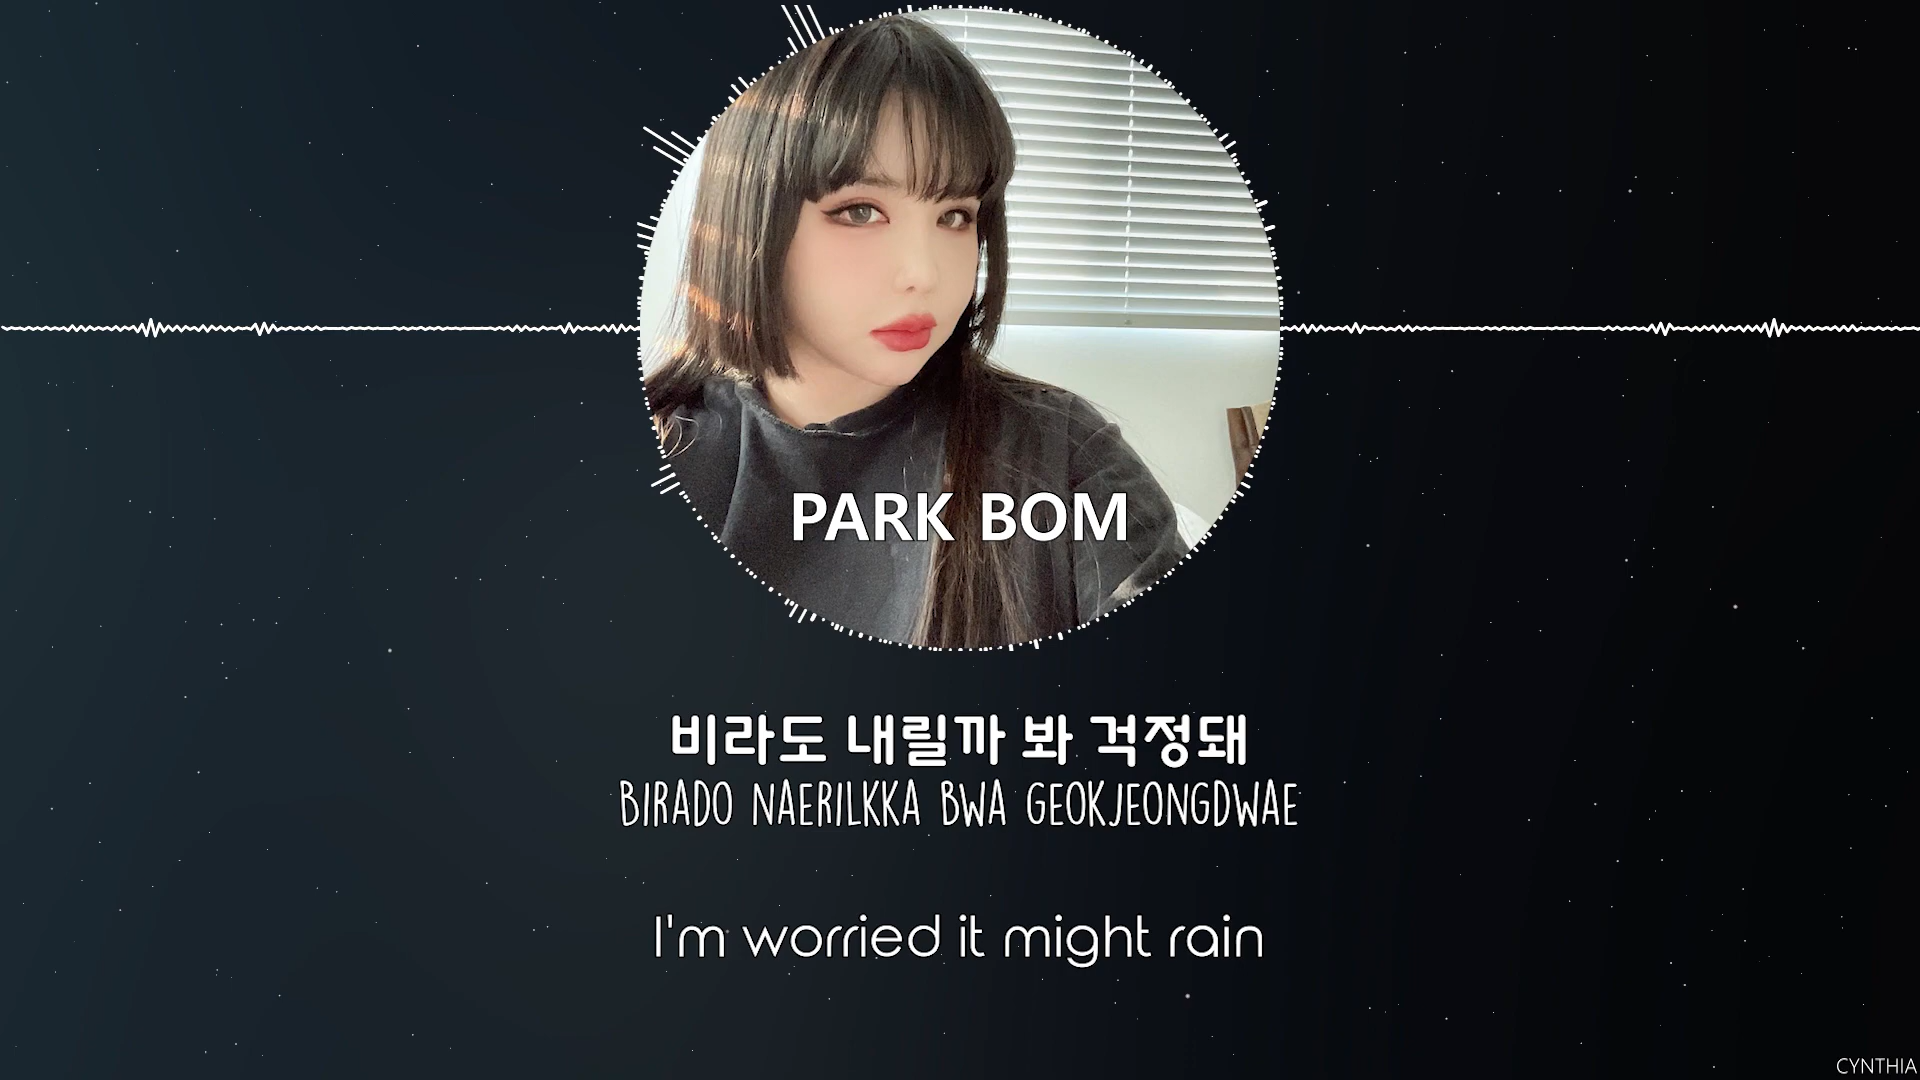 PARK BOM
비라도 내릴까 봐 걱정돼
BIRADO NAERILKKA BWA GEOKJEONGDWAE
I'm worried it might rain
CYNTHIA